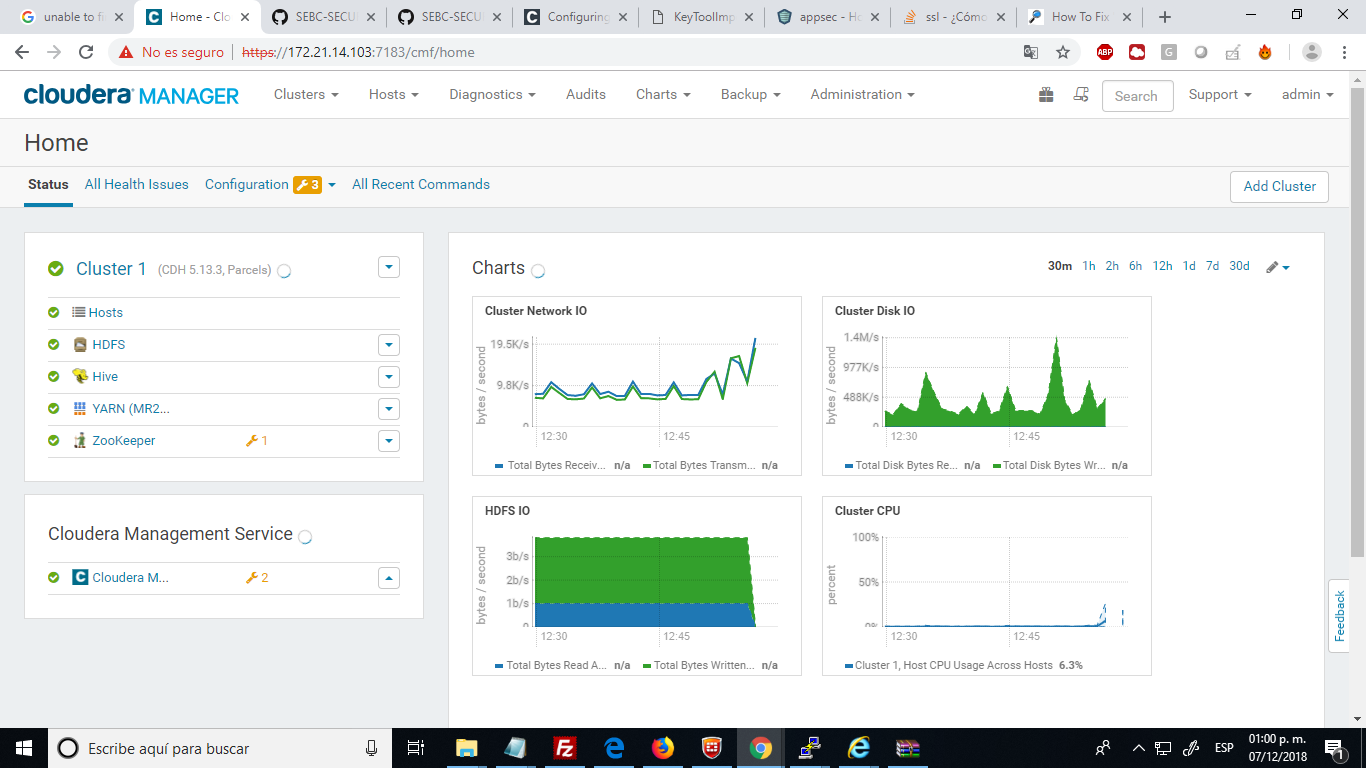 unable to fi
Home - Clo
SEBC-SECU
SEBC-SECU
Configuring
KeyToolImp
appsec - Ho
ssl - ¿Cómo
How To Fix
No es seguro https://172.21.14.103:7183/cmf/home
ABP
cloudera MANAGER Clusters Hosts Diagnostics Audits Charts Backup Administration Search Support admin
Home
Status All Health Issues Configuration 3 All Recent Commands Add Cluster
Cluster 1 (CDH 5.13.3, Parcels)
Hosts
HDFS
Hive
YARN (MR2...
ZooKeeper 1
Cloudera Management Service
Cloudera M... 2
Charts 30m 1h 2h 6h 12h 1d 7d 30d
Cluster Network IO
bytes / second
19.5K/s
9.8K/s
0
12:30 12:45
Total Bytes Receiv... n/a Total Bytes Transm... n/a
Cluster Disk IO
bytes / second
1.4M/s
977K/s
488K/s
0
12:30 12:45
Total Disk Bytes Re... n/a Total Disk Bytes Wr... n/a
HDFS IO
bytes / second
3b/s
2b/s
1b/s
0
12:30 12:45
Total Bytes Read A... n/a Total Bytes Written... n/a
Cluster CPU
percent
100%
50%
0%
12:30 12:45
Cluster 1, Host CPU Usage Across Hosts 6.3%
Feedback
Escribe aquí para buscar
ESP
01:00 p. m.
07/12/2018
1